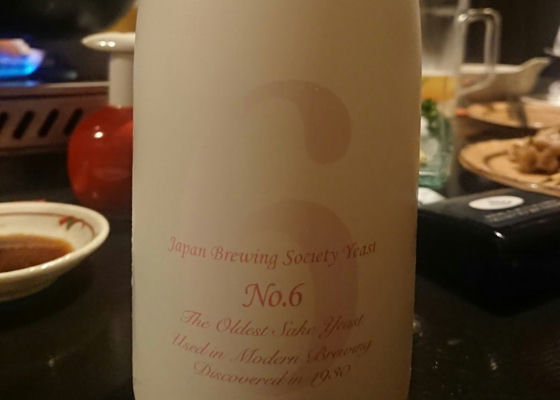 6
Japan Brewing Society Yeast
No.6
The Oldest Sake Yeast
Used in Modern Brewing
Discovered in 1930